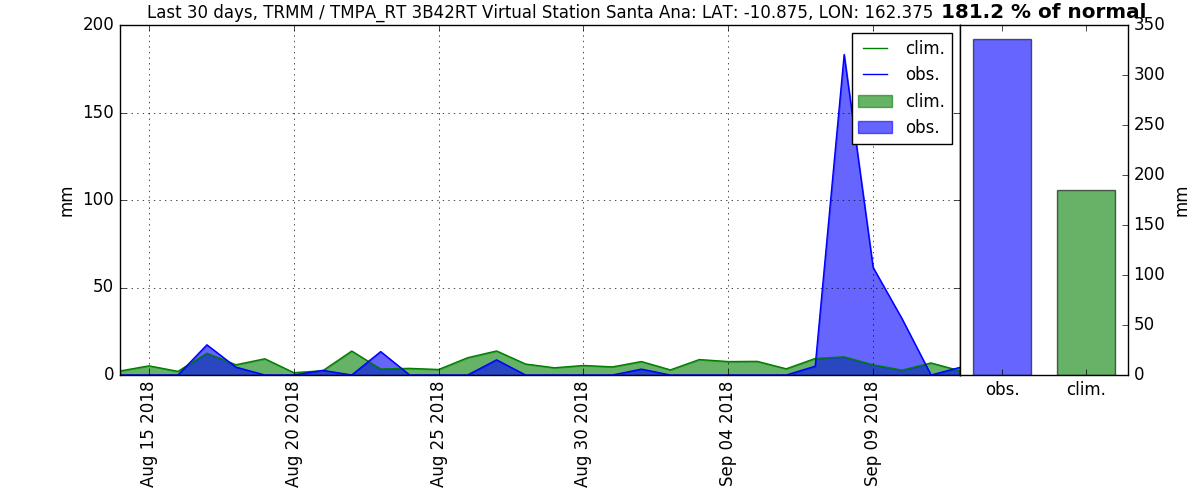 Last 30 days, TRMM / TMPA_RT 3B42RT Virtual Station Santa Ana: LAT: -10.875, LON: 162.375 181.2 % of normal
200
150
100
50
0
mm
clim.
obs.
clim.
obs.
Aug 15 2018
Aug 20 2018
Aug 25 2018
Aug 30 2018
Sep 04 2018
Sep 09 2018
350
300
250
200
150
100
50
0
mm
obs.
clim.